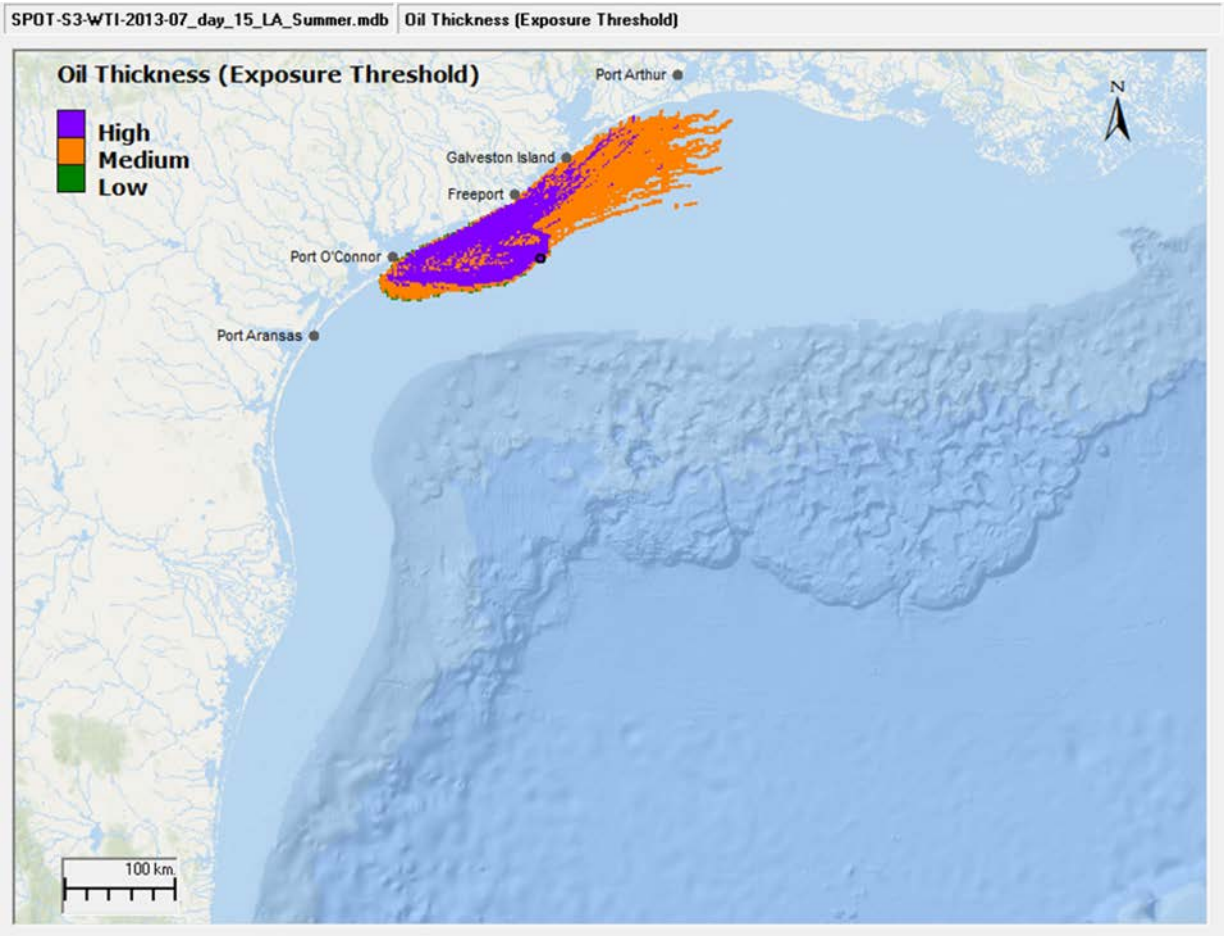 SPOT-S3-WTI-2013-07_day_15_LA_Summer.mdb Oil Thickness (Exposure Threshold)
Oil Thickness (Exposure Threshold)
High
Medium
Low
Port Arthur
N
Galveston Island
Freeport
Port O'Connor
Port Aransas
100 km